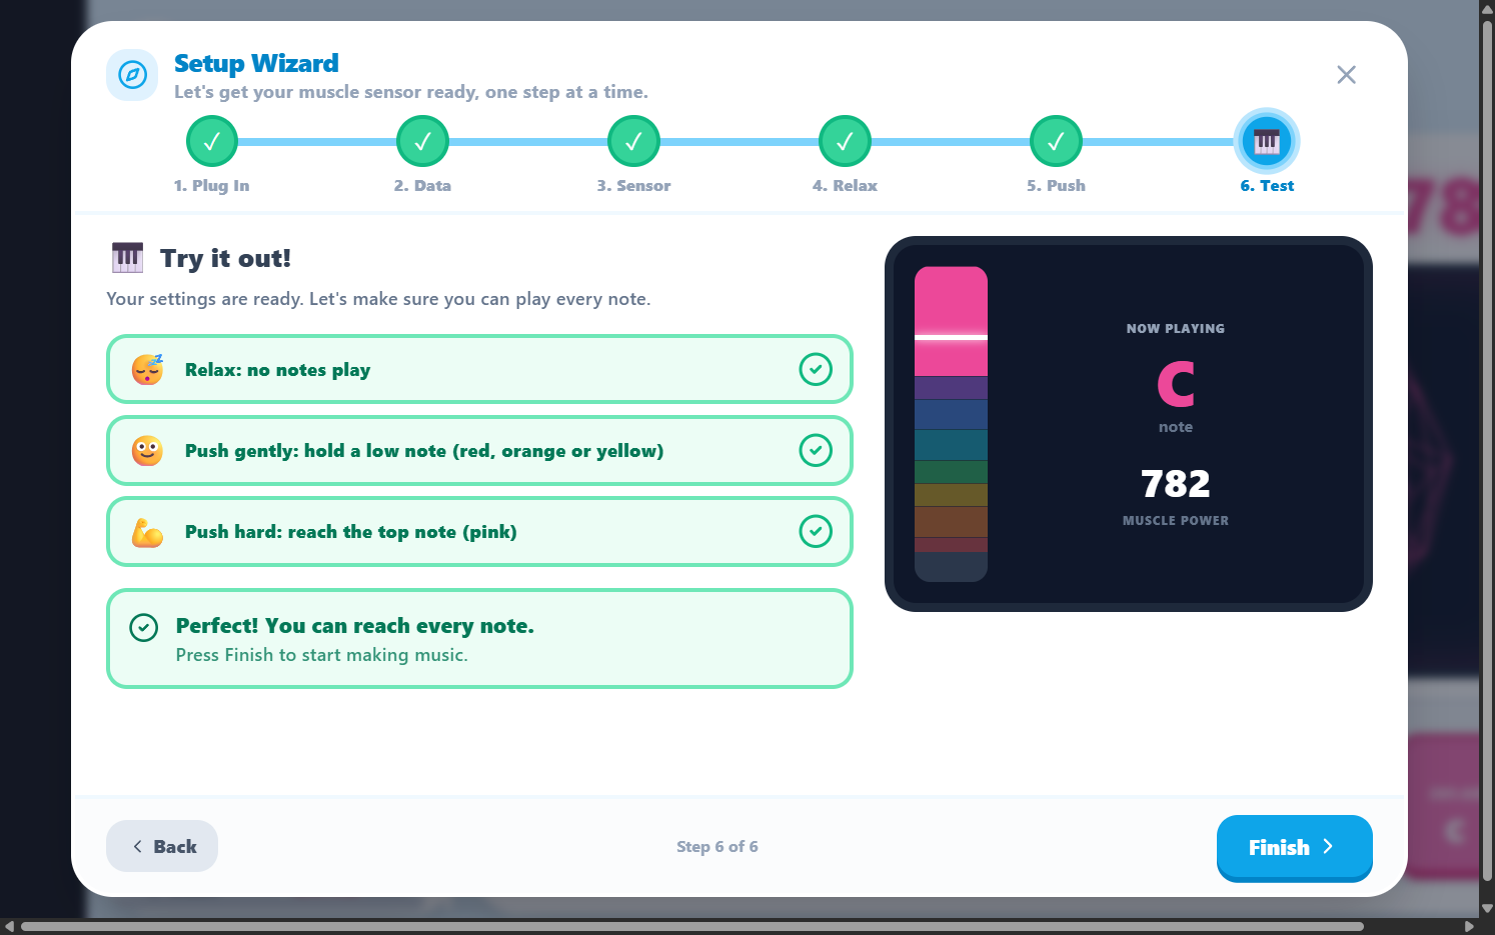 Setup Wizard
Let's get your muscle sensor ready, one step at a time.
✓ ✓ ✓ ✓ ✓
1. Plug In 2. Data 3. Sensor 4. Relax 5. Push 6. Test
Try it out!
Your settings are ready. Let's make sure you can play every note.
Relax: no notes play
Push gently: hold a low note (red, orange or yellow)
Push hard: reach the top note (pink)
Perfect! You can reach every note.
Press Finish to start making music.
NOW PLAYING
C
note
782
MUSCLE POWER
78
C
Back
Step 6 of 6
Finish